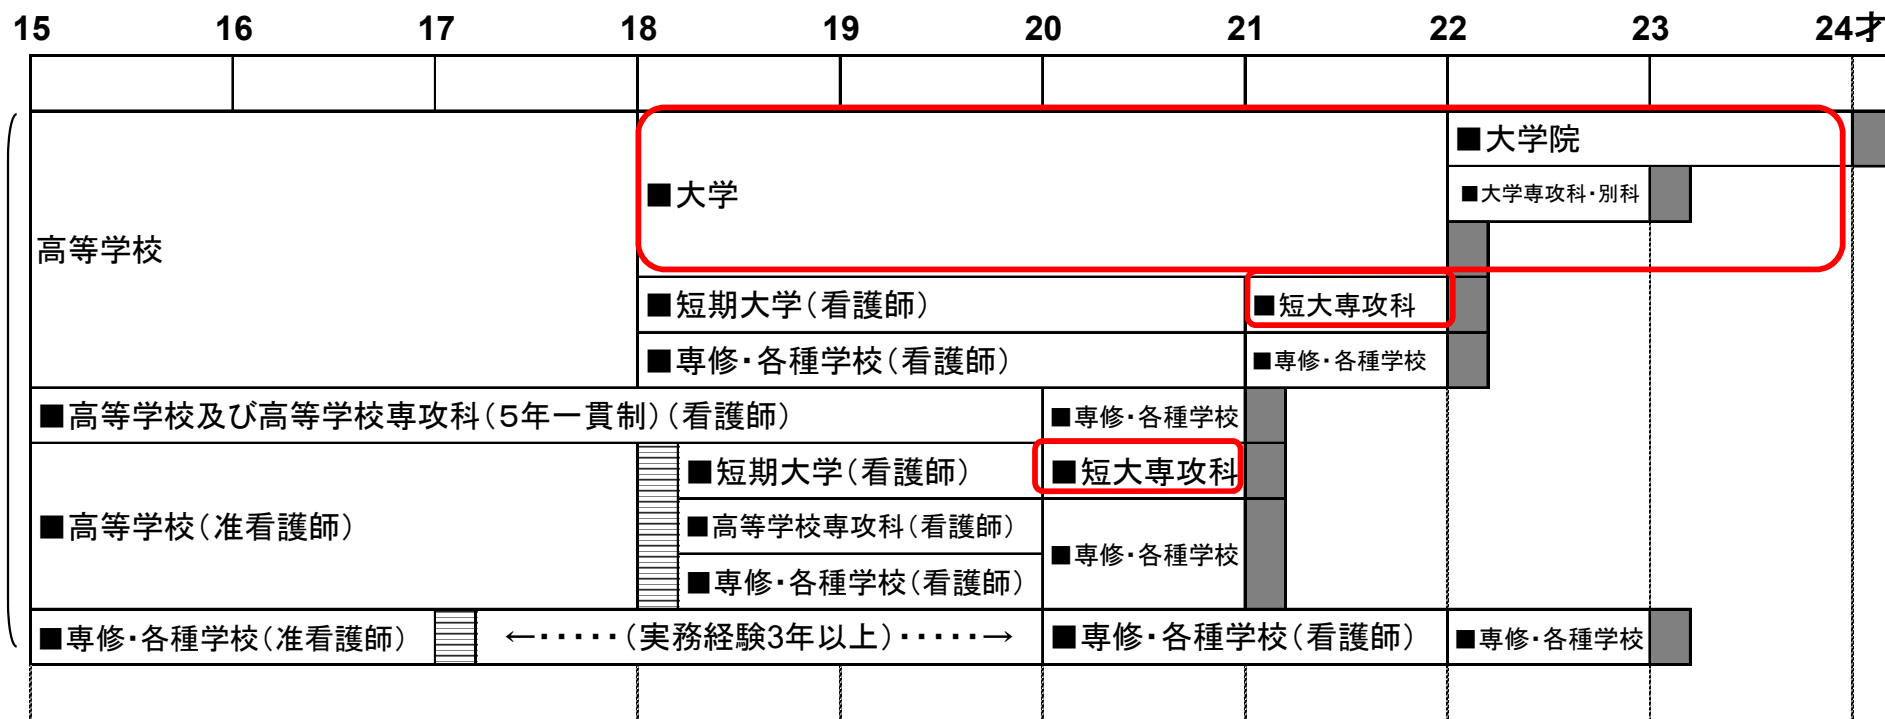 15 16 17 18 19 20 21 22 23 24才
■大学院
■大学
■大学専攻科・別科
高等学校
■短期大学(看護師) ■短大専攻科
■専修・各種学校(看護師) ■専修・各種学校
■高等学校及び高等学校専攻科(5年一貫制)(看護師) ■専修・各種学校
■短期大学(看護師) ■短大専攻科
■高等学校(准看護師) ■高等学校専攻科(看護師)
■専修・各種学校
■専修・各種学校(看護師)
■専修・各種学校(准看護師) ←・・・・・(実務経験3年以上)・・・・・→ ■専修・各種学校(看護師) ■専修・各種学校